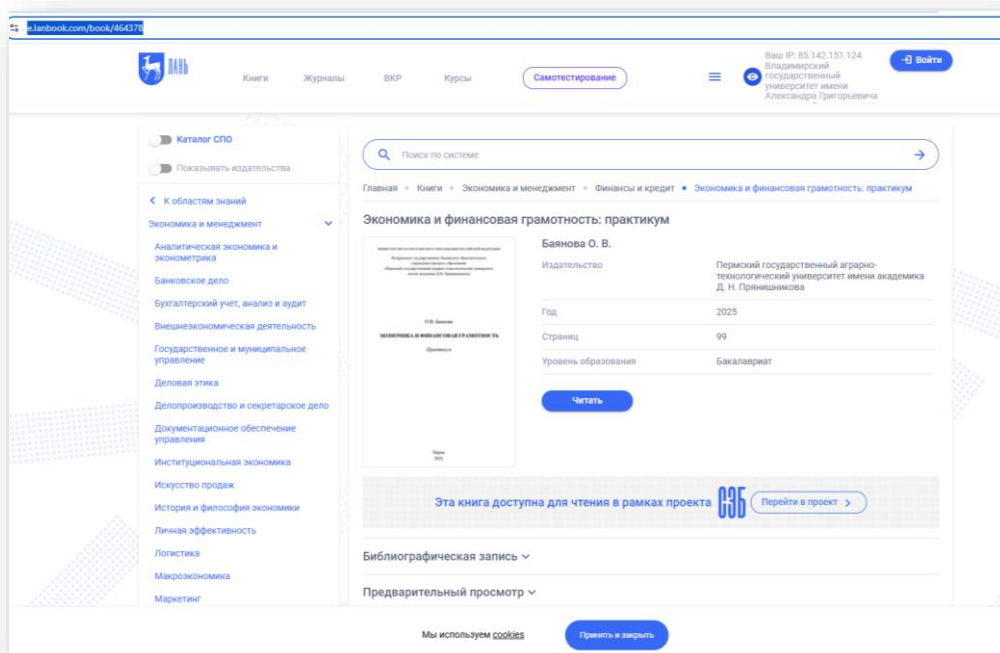 e.lanbook.com/book/464378
ЛАНЬ
Книги
Журналы
ВКР
Курсы
Самотестирование
Ваш IP: 85.142.151.124
Владимирский
государственный
университет имени
Александра Григорьевича
Войти
Каталог СПО
Показывать издательства
К областям знаний
Экономика и менеджмент
Аналитическая экономика и
эконометрика
Банковское дело
Бухгалтерский учет, анализ и аудит
Внешнеэкономическая деятельность
Государственное и муниципальное
управление
Деловая этика
Делопроизводство и секретарское дело
Документационное обеспечение
управления
Институциональная экономика
Искусство продаж
История и философия экономики
Личная эффективность
Логистика
Макроэкономика
Маркетинг
Поиск по системе
Главная Книги Экономика и менеджмент Финансы и кредит Экономика и финансовая грамотность: практикум
Экономика и финансовая грамотность: практикум
О.В. Баянова
ЭКОНОМИКА И ФИНАНСОВАЯ ГРАМОТНОСТЬ
Практикум
Пермь
2025
Баянова О. В.
Издательство
Пермский государственный аграрно-
технологический университет имени академика
Д. Н. Прянишникова
Год
2025
Страниц
99
Уровень образования
Бакалавриат
Читать
Эта книга доступна для чтения в рамках проекта СЭБ
Перейти в проект
Библиографическая запись
Предварительный просмотр
Мы используем cookies
Принять и закрыть